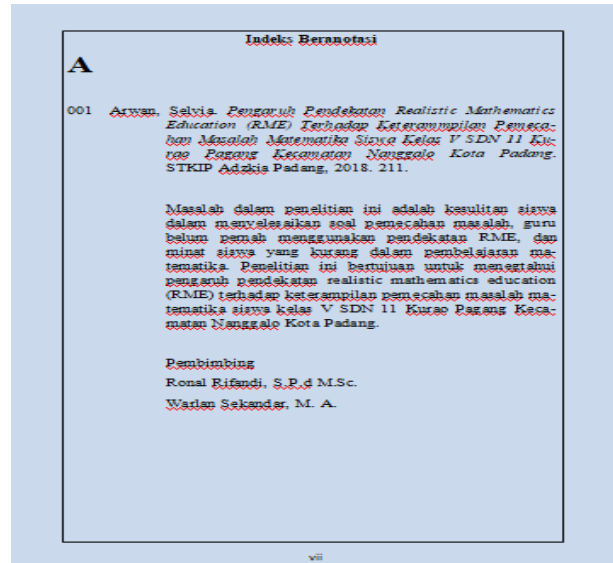 Indeks Beranotasi
A
001 Arwan, Selvia. Pengaruh Pendekatan Realistic Mathematics
Education (RME) Terhadap Keterammpilan Pemeca-
han Masalah Matematika Siswa Kelas V SDN 11 Ku-
rao Pagang Kecamatan Nanggalo Kota Padang.
STKIP Adzkia Padang, 2018. 211.
Masalah dalam penelitian ini adalah kesulitan siswa
dalam menyelesaikan soal pemecahan masalah, guru
belum pernah menggunakan pendekatan RME, dan
minat siswa yang kurang dalam pembelajaran ma-
tematika. Penelitian ini bertujuan untuk menegtahui
pengaruh pendekatan realistic mathematics education
(RME) terhadap keterampilan pemecahan masalah ma-
tematika siswa kelas V SDN 11 Kurao Pagang Keca-
matan Nanggalo Kota Padang.
Pembimbing
Ronal Rifandi, S.P.d M.Sc.
Warlan Sekandar, M. A.
vii